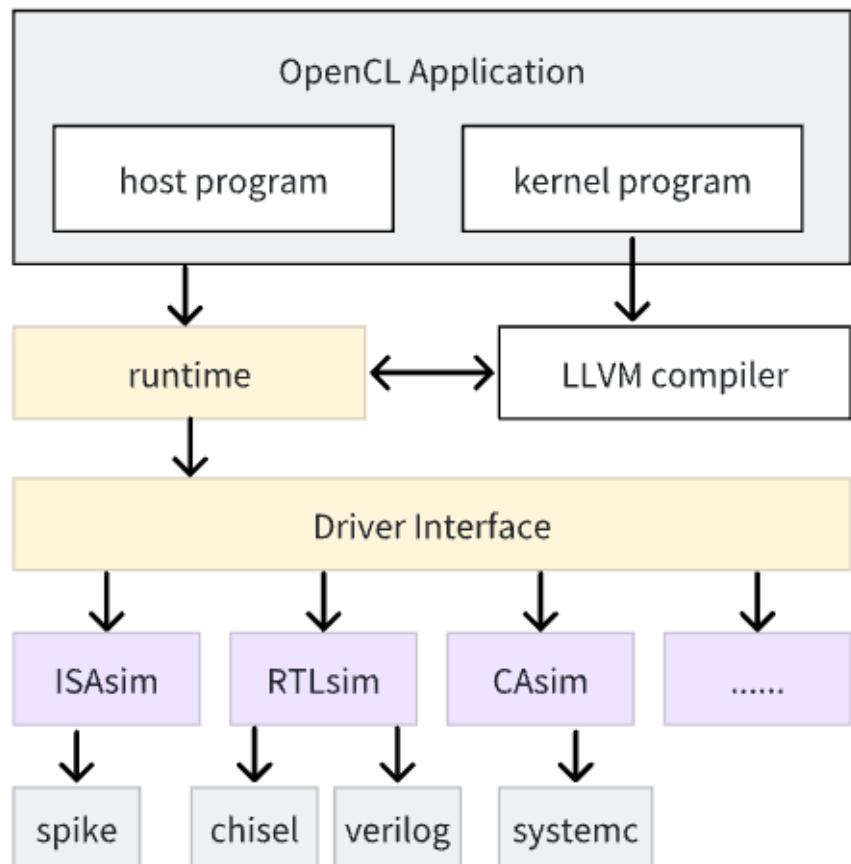 OpenCL Application
host program
kernel program
runtime
LLVM compiler
Driver Interface
ISAsim
RTLsim
CAsim
......
spike
chisel
verilog
systemc